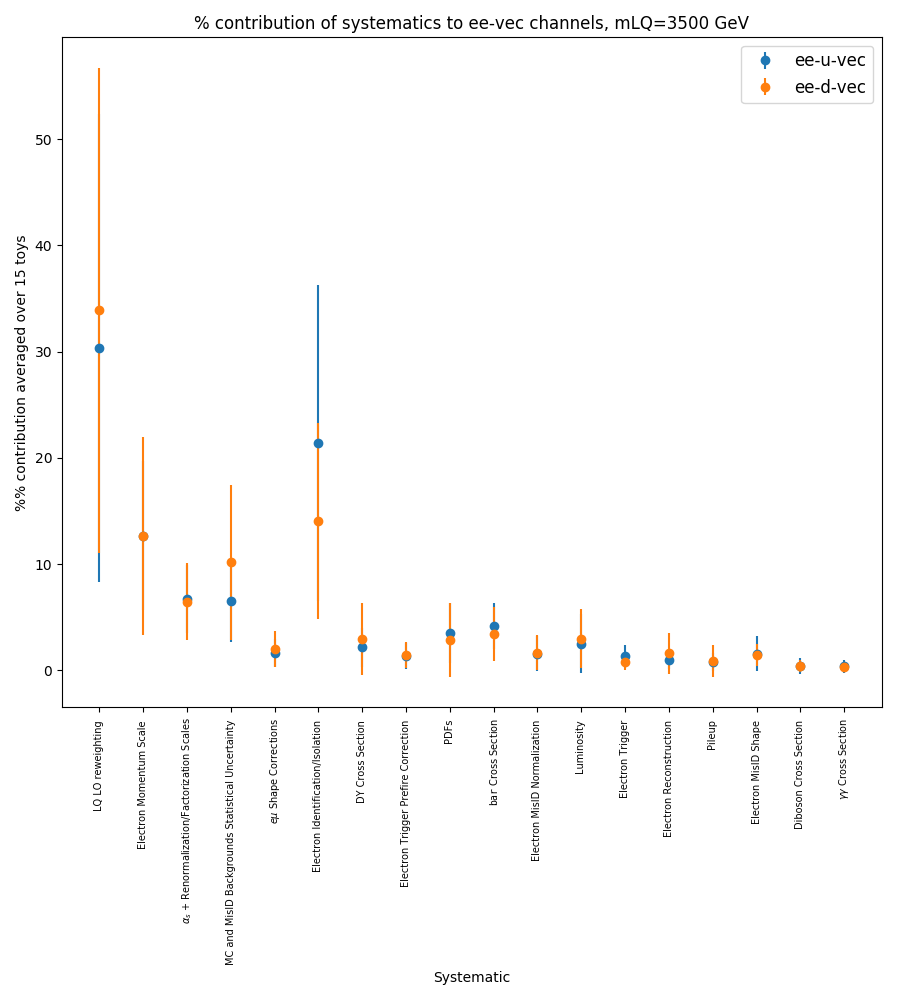 % contribution of systematics to ee-vec channels, mLQ=3500 GeV
ee-u-vec
ee-d-vec
%% contribution averaged over 15 toys
50
40
30
20
10
0
LQ LO reweighting
Electron Momentum Scale
αs + Renormalization/Factorization Scales
MC and MisID Backgrounds Statistical Uncertainty
eμ Shape Corrections
Electron Identification/Isolation
DY Cross Section
Electron Trigger Prefire Correction
PDFs
bar Cross Section
Electron MisID Normalization
Luminosity
Electron Trigger
Electron Reconstruction
Pileup
Electron MisID Shape
Diboson Cross Section
γγ Cross Section
Systematic